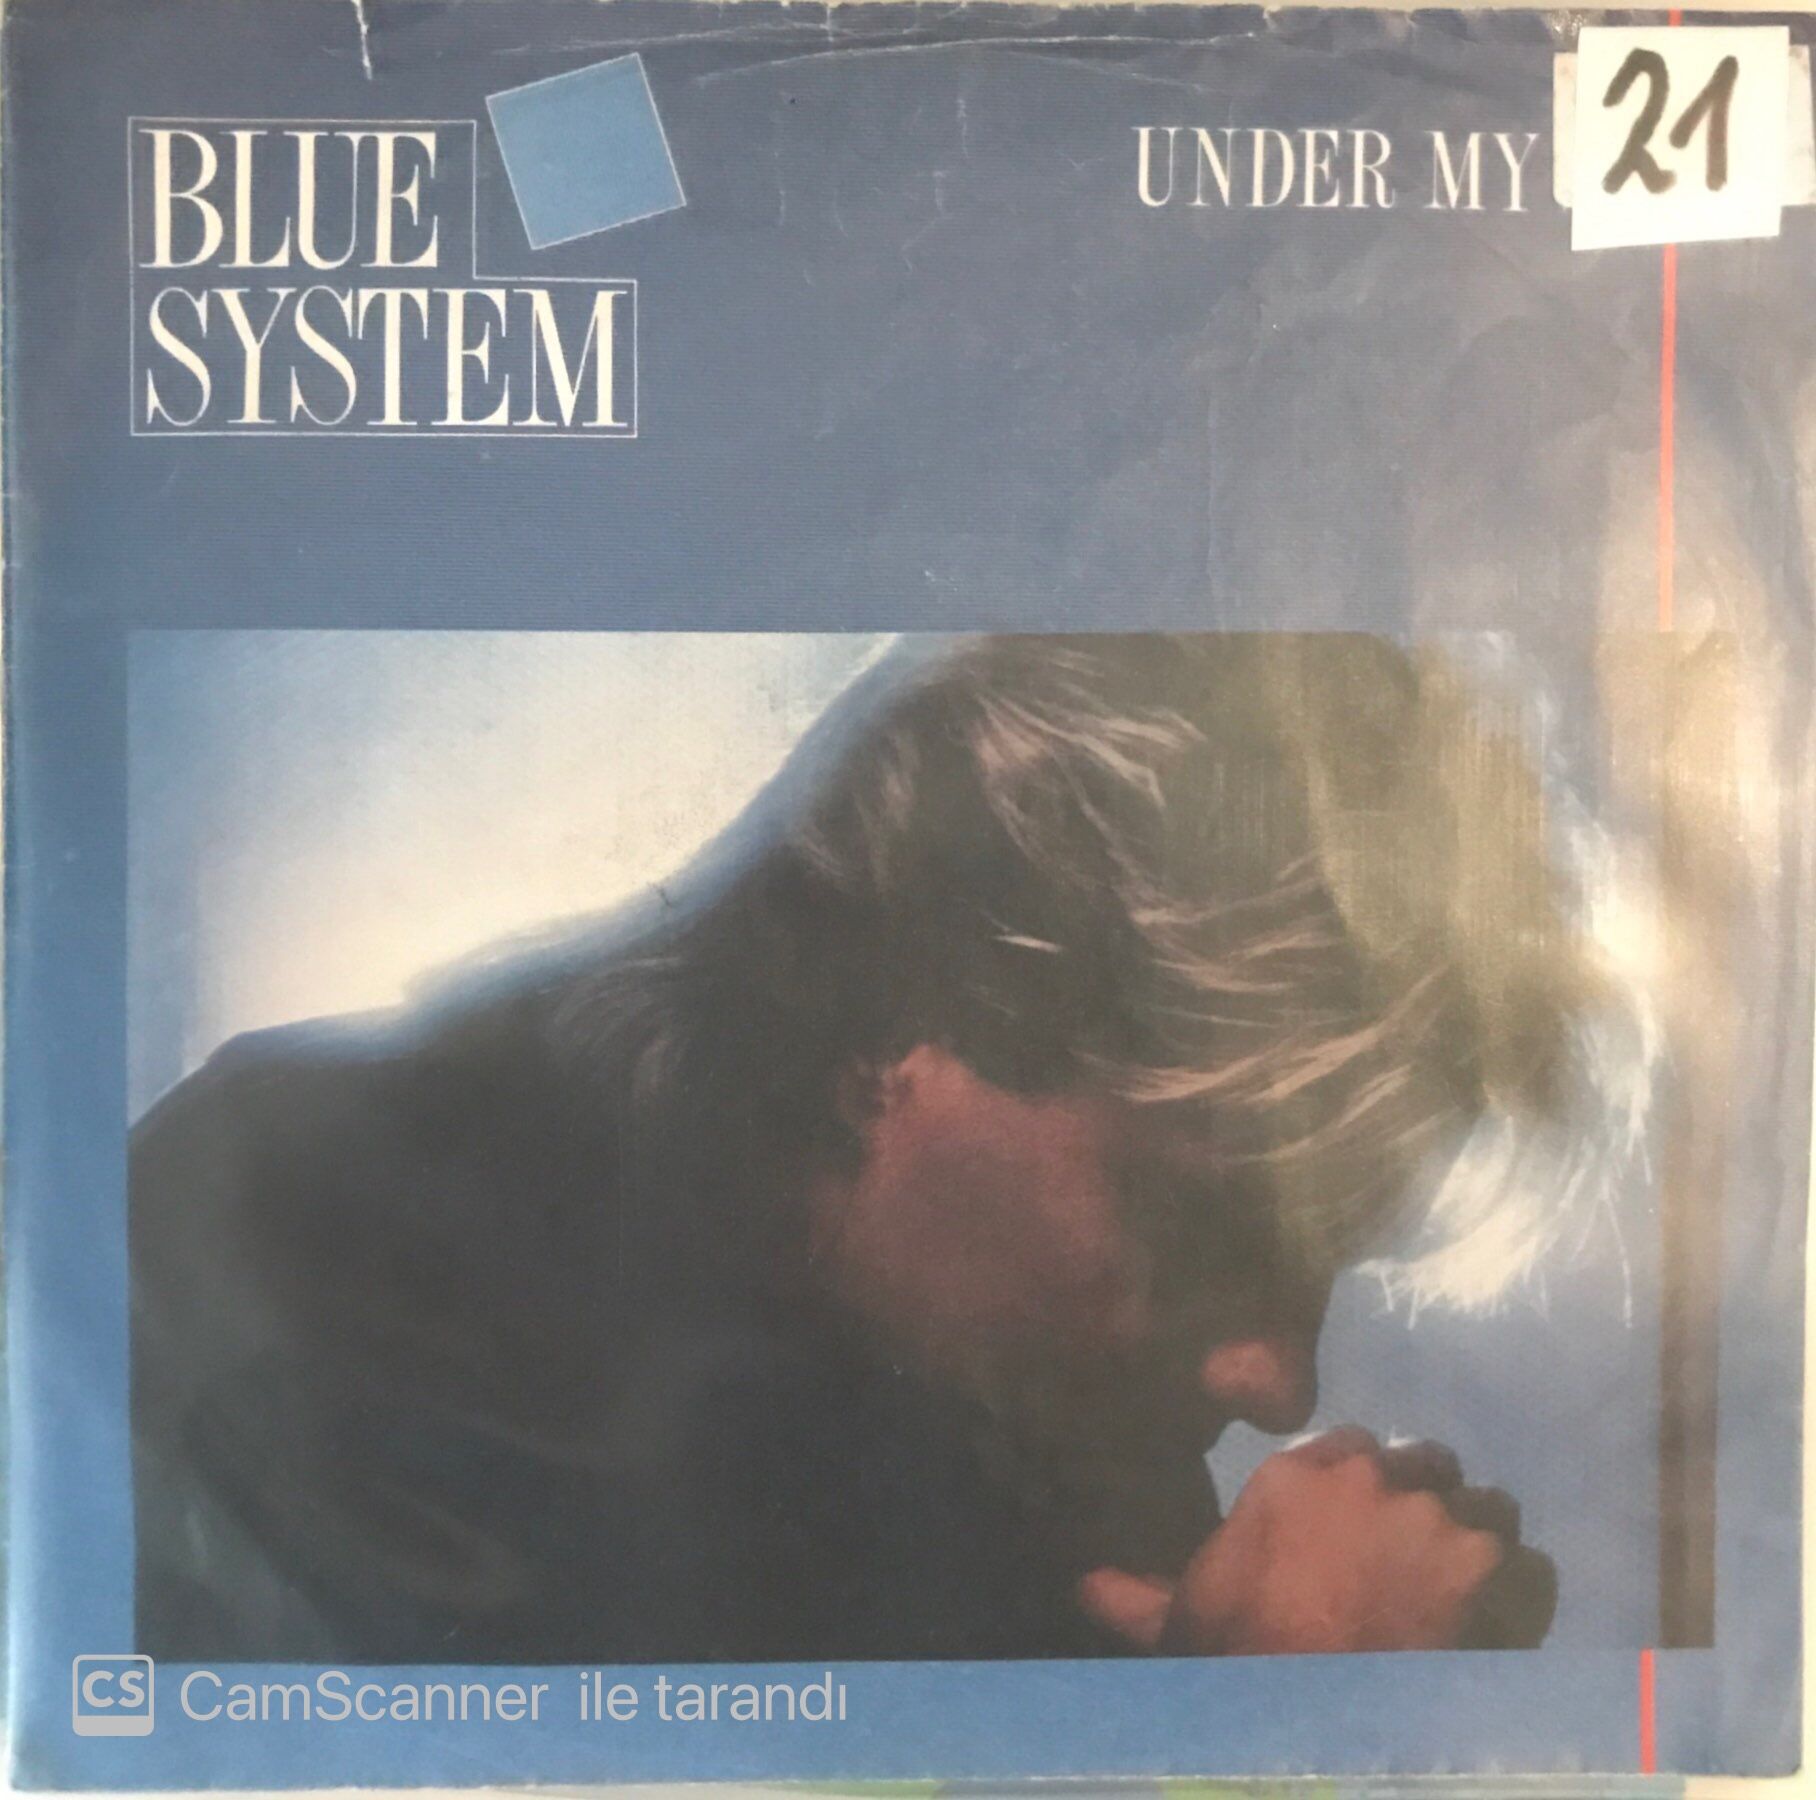 BLUE
SYSTEM
UNDER MY
21
CS CamScanner ile tarandı